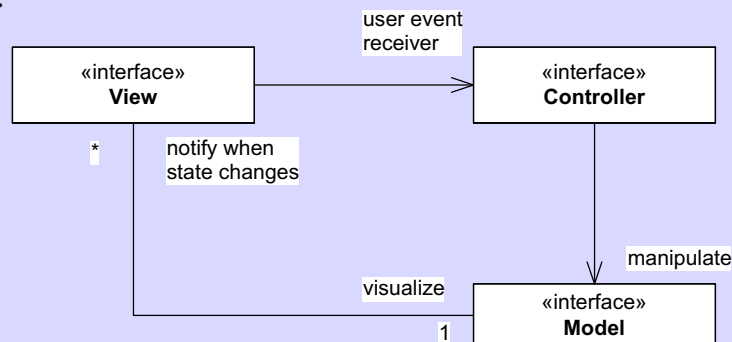 user event
receiver
«interface»
View
«interface»
Controller
*
notify when
state changes
manipulate
visualize
1
«interface»
Model